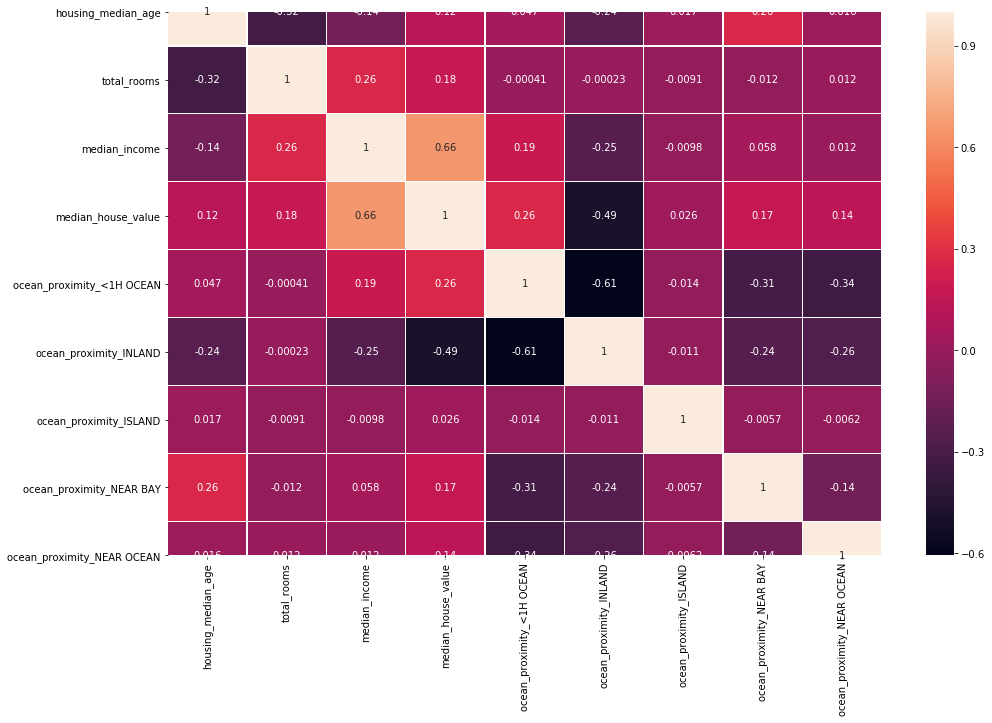 housing_median_age 1 -0.32 -0.14 0.12 0.047 -0.24 0.017 0.26 0.016
total_rooms -0.32 1 0.26 0.18 -0.00041 -0.00023 -0.0091 -0.012 0.012
median_income -0.14 0.26 1 0.66 0.19 -0.25 -0.0098 0.058 0.012
median_house_value 0.12 0.18 0.66 1 0.26 -0.49 0.026 0.17 0.14
ocean_proximity_<1H OCEAN 0.047 -0.00041 0.19 0.26 1 -0.61 -0.014 -0.31 -0.34
ocean_proximity_INLAND -0.24 -0.00023 -0.25 -0.49 -0.61 1 -0.011 -0.24 -0.26
ocean_proximity_ISLAND 0.017 -0.0091 -0.0098 0.026 -0.014 -0.011 1 -0.0057 -0.0062
ocean_proximity_NEAR BAY 0.26 -0.012 0.058 0.17 -0.31 -0.24 -0.0057 1 -0.14
ocean_proximity_NEAR OCEAN 0.016 0.012 0.012 0.14 -0.34 -0.26 -0.0062 -0.14 1
housing_median_age
total_rooms
median_income
median_house_value
ocean_proximity_<1H OCEAN
ocean_proximity_INLAND
ocean_proximity_ISLAND
ocean_proximity_NEAR BAY
ocean_proximity_NEAR OCEAN
0.9
0.6
0.3
0.0
−0.3
−0.6